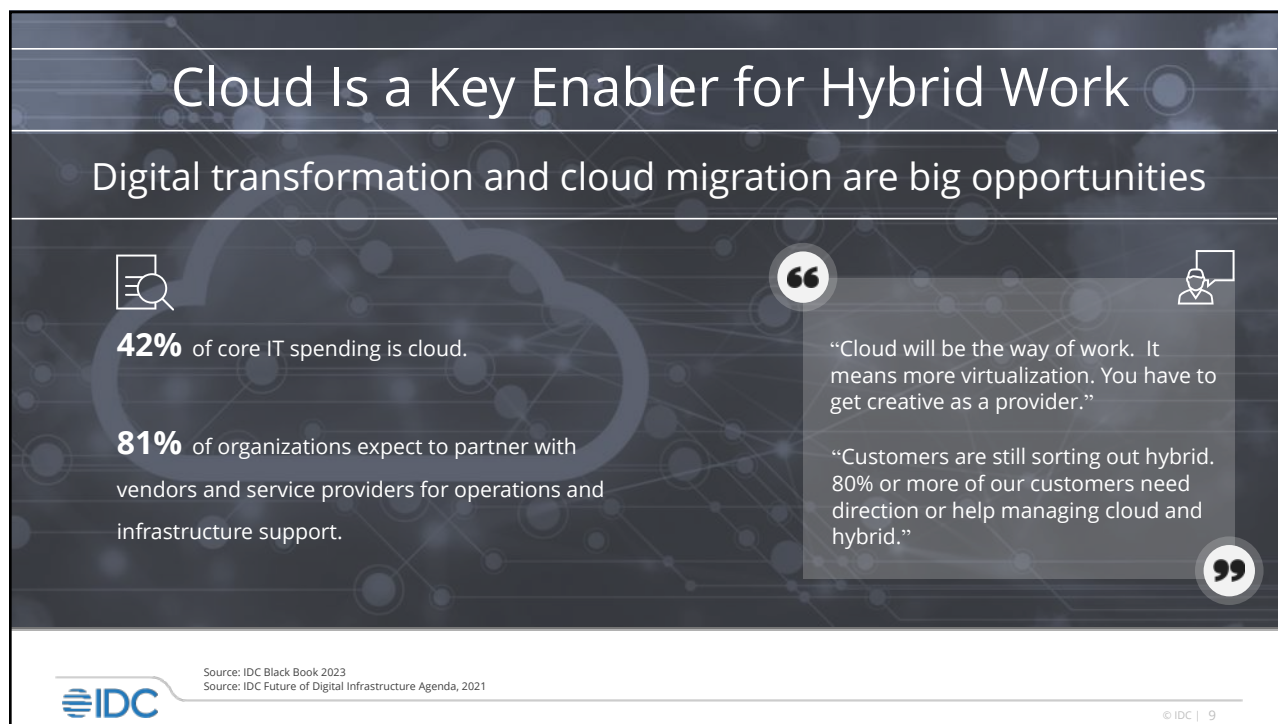 Cloud Is a Key Enabler for Hybrid Work
Digital transformation and cloud migration are big opportunities
42% of core IT spending is cloud.
81% of organizations expect to partner with
vendors and service providers for operations and
infrastructure support.
“Cloud will be the way of work.  It
means more virtualization. You have to
get creative as a provider.”
“Customers are still sorting out hybrid.
80% or more of our customers need
direction or help managing cloud and
hybrid.”
Source: IDC Black Book 2023
Source: IDC Future of Digital Infrastructure Agenda, 2021
IDC
© IDC | 9